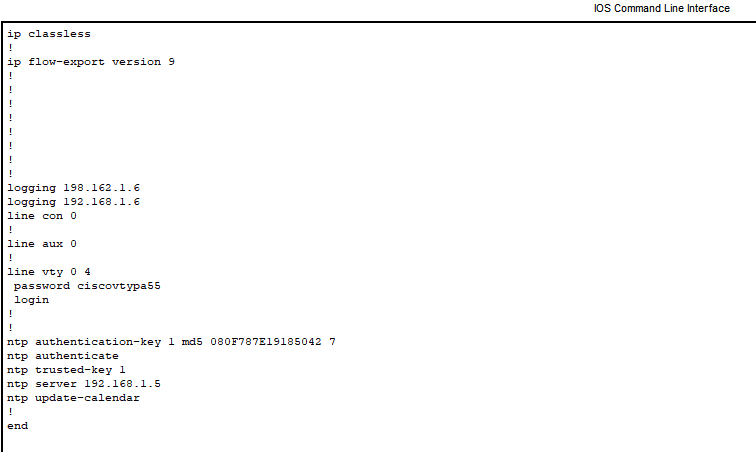 IOS Command Line Interface
ip classless
!
ip flow-export version 9
!
!
!
!
!
!
!
!
logging 198.162.1.6
logging 192.168.1.6
line con 0
!
line aux 0
!
line vty 0 4
password ciscovtypa55
login
!
!
ntp authentication-key 1 md5 080F787E19185042 7
ntp authenticate
ntp trusted-key 1
ntp server 192.168.1.5
ntp update-calendar
!
end